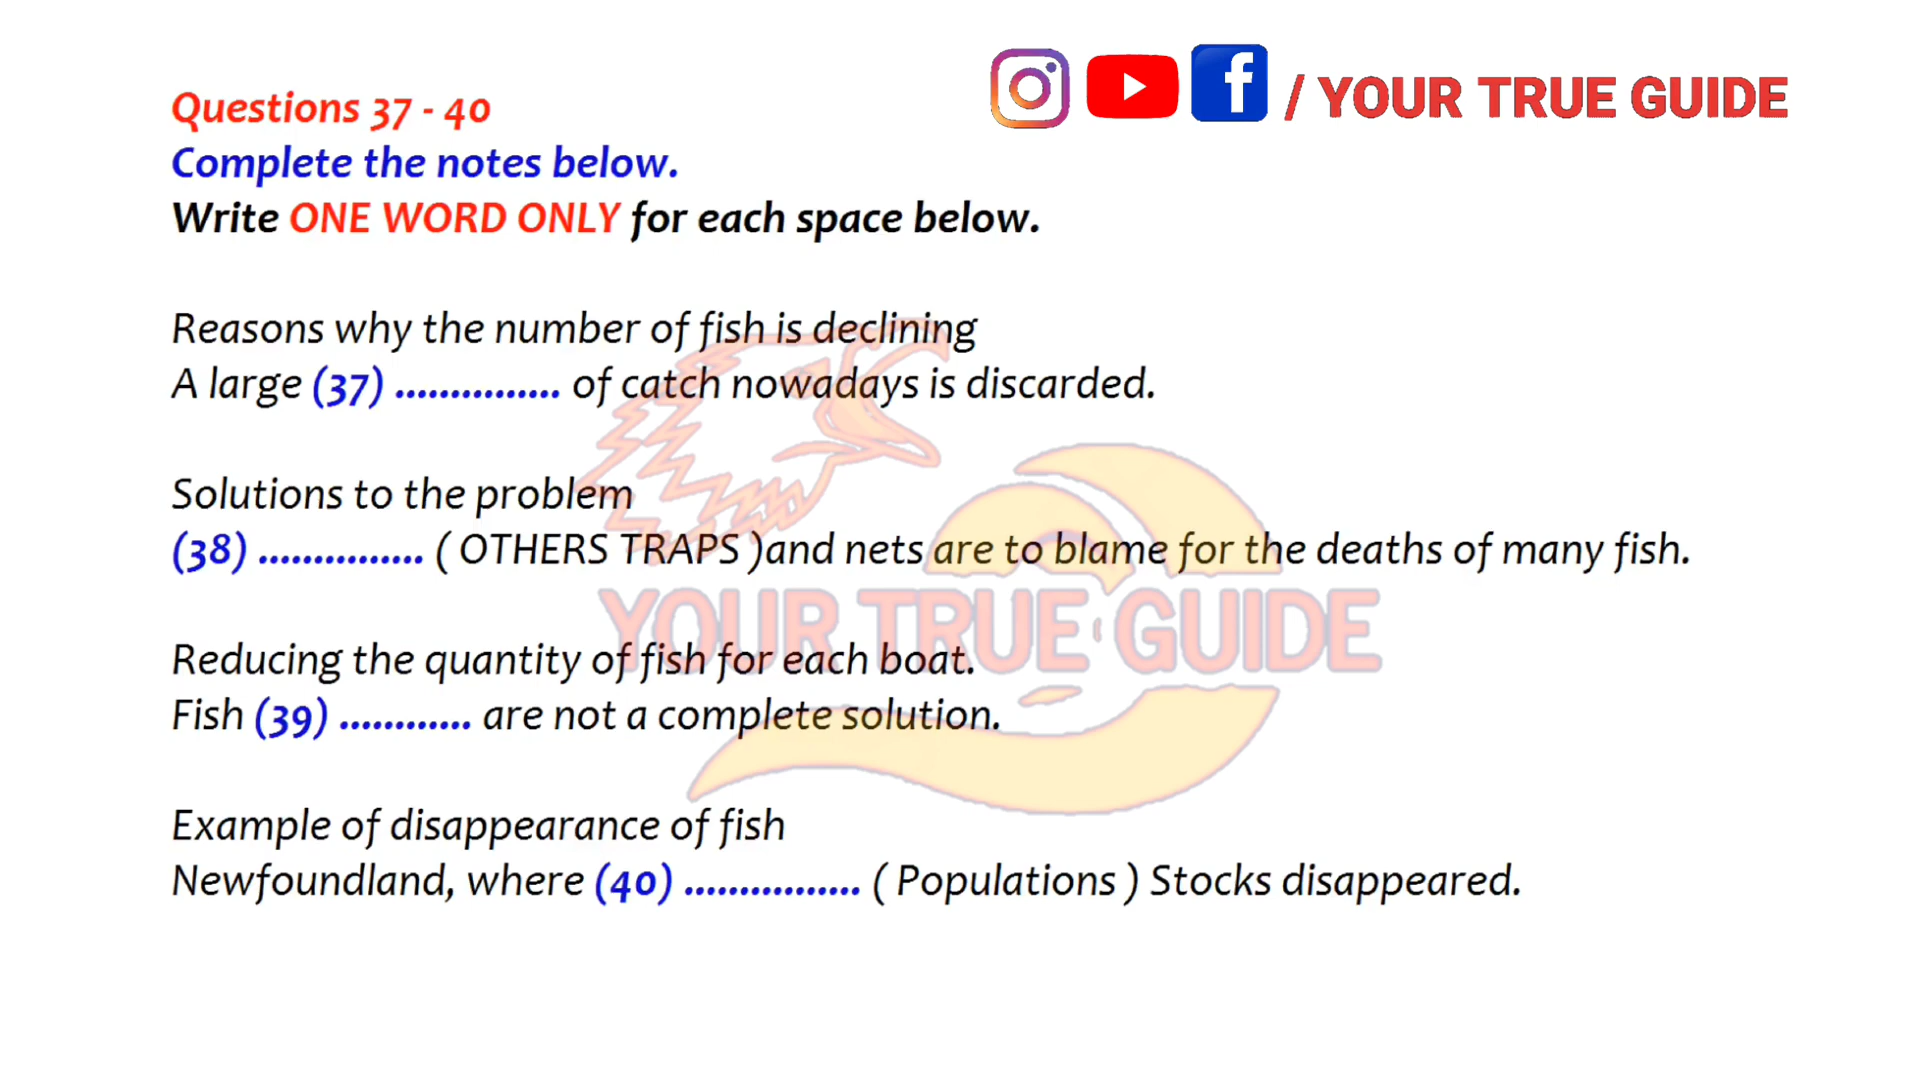 / YOUR TRUE GUIDE
Questions 37 - 40
Complete the notes below.
Write ONE WORD ONLY for each space below.
Reasons why the number of fish is declining
A large (37) ............... of catch nowadays is discarded.
Solutions to the problem
(38) ............... ( OTHERS TRAPS )and nets are to blame for the deaths of many fish.
YOUR TRUE GUIDE
Reducing the quantity of fish for each boat.
Fish (39) ............ are not a complete solution.
Example of disappearance of fish
Newfoundland, where (40) ................ ( Populations ) Stocks disappeared.